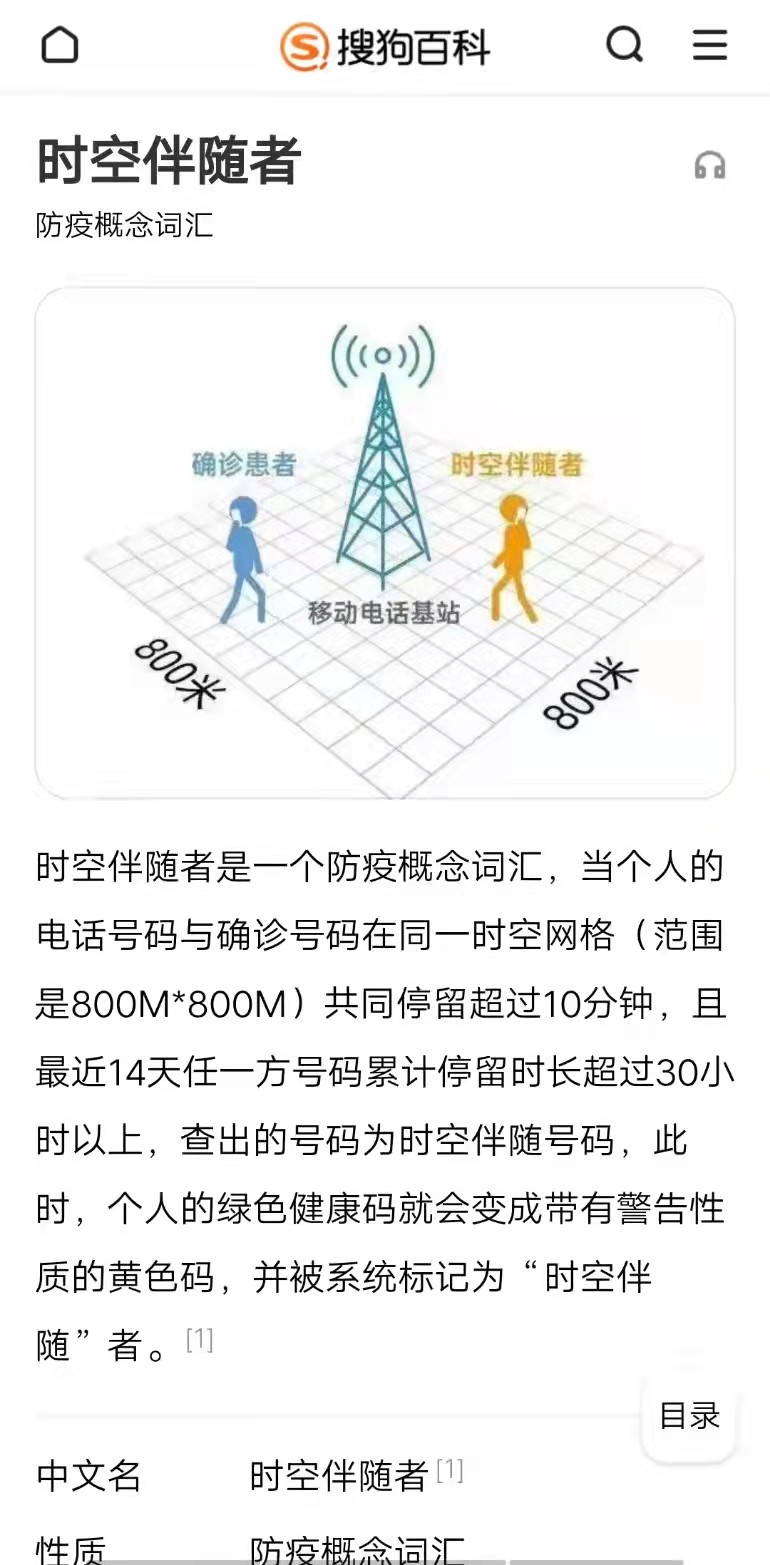 搜狗百科
时空伴随者
防疫概念词汇
确诊患者
时空伴随者
移动电话基站
800米
800米
时空伴随者是一个防疫概念词汇，当个人的
电话号码与确诊号码在同一时空网格（范围
是800M*800M）共同停留超过10分钟，且
最近14天任一方号码累计停留时长超过30小
时以上，查出的号码为时空伴随号码，此
时，个人的绿色健康码就会变成带有警告性
质的黄色码，并被系统标记为“时空伴
随”者。[1]
目录
中文名 时空伴随者[1]
性质 防疫概念词汇